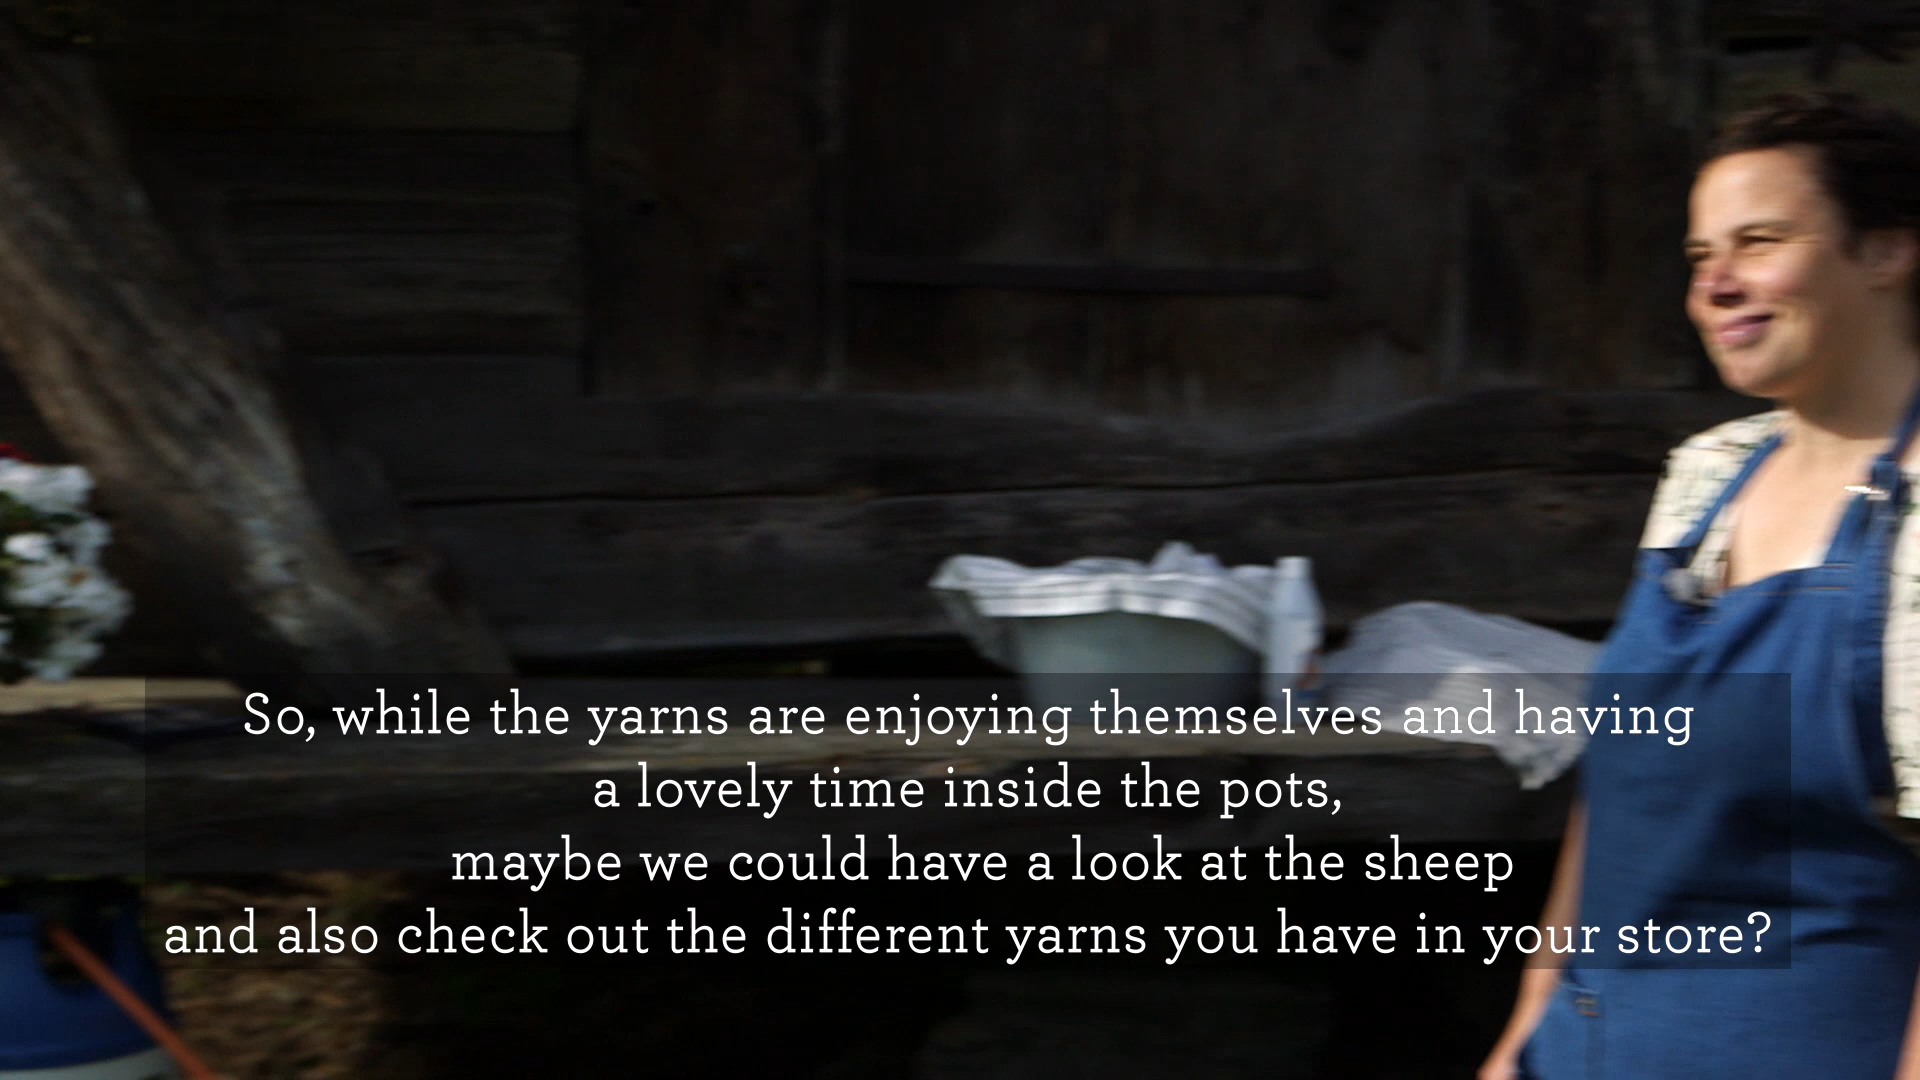 So, while the yarns are enjoying themselves and having
a lovely time inside the pots,
maybe we could have a look at the sheep
and also check out the different yarns you have in your store?